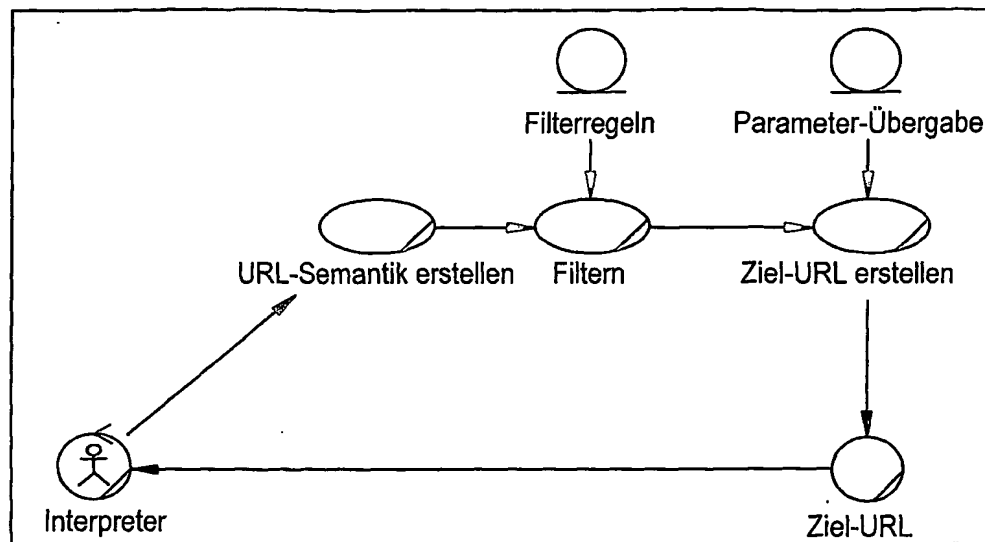 Filterregeln
Parameter-Übergabe
URL-Semantik erstellen
Filtern
Ziel-URL erstellen
Interpreter
Ziel-URL